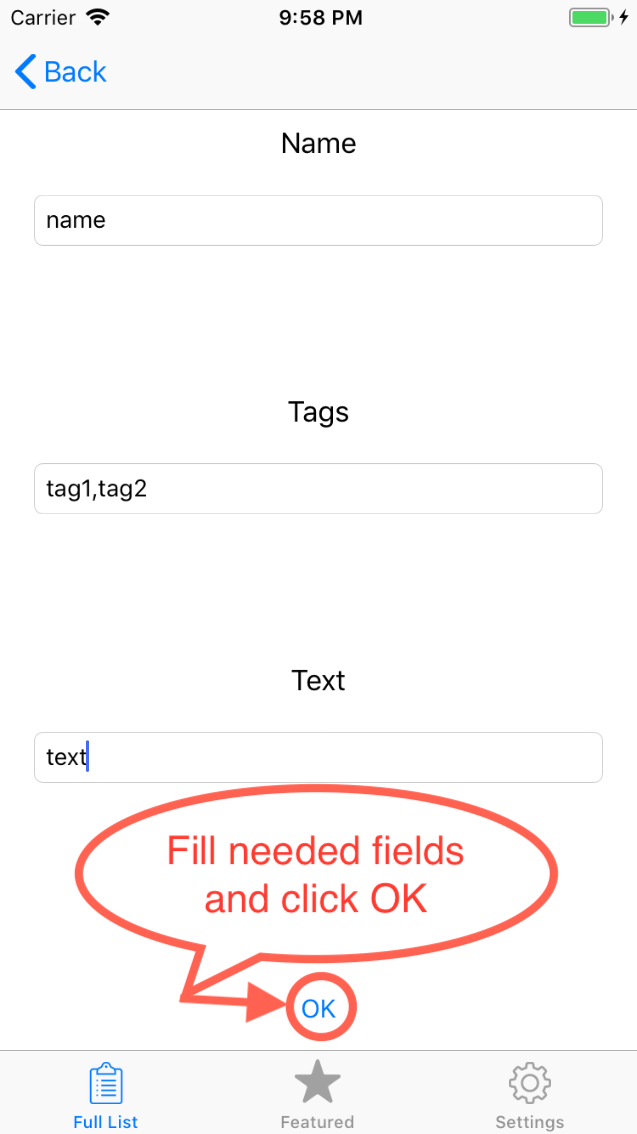 Carrier 9:58 PM
Back
Name
name
Tags
tag1,tag2
Text
text
Fill needed fields
and click OK
OK
Full List Featured Settings